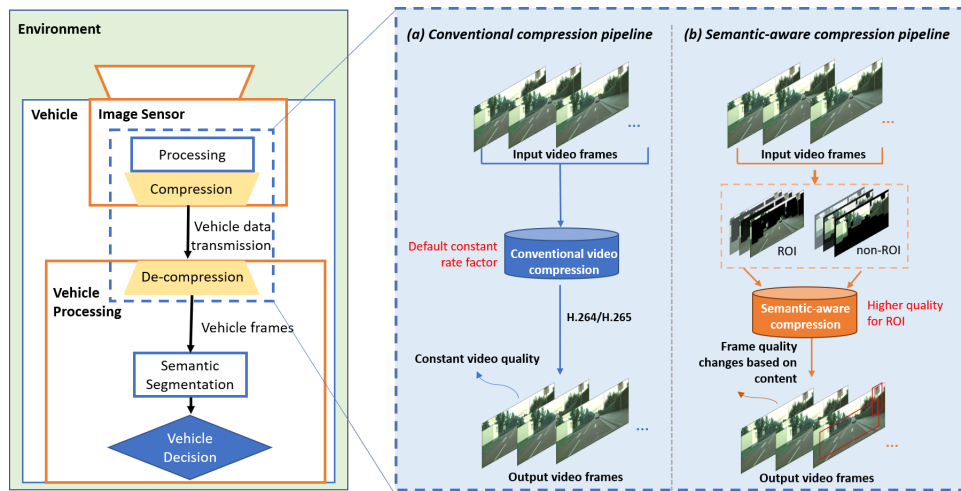 Environment
Vehicle
Image Sensor
Processing
Compression
Vehicle data
transmission
De-compression
Vehicle
Processing
Vehicle frames
Semantic
Segmentation
Vehicle
Decision
(a) Conventional compression pipeline
...
Input video frames
Default constant
rate factor
Conventional video
compression
H.264/H.265
Constant video quality
...
Output video frames
(b) Semantic-aware compression pipeline
...
Input video frames
ROI
non-ROI
Semantic-aware
compression
Higher quality
for ROI
Frame quality
changes based on
content
...
Output video frames